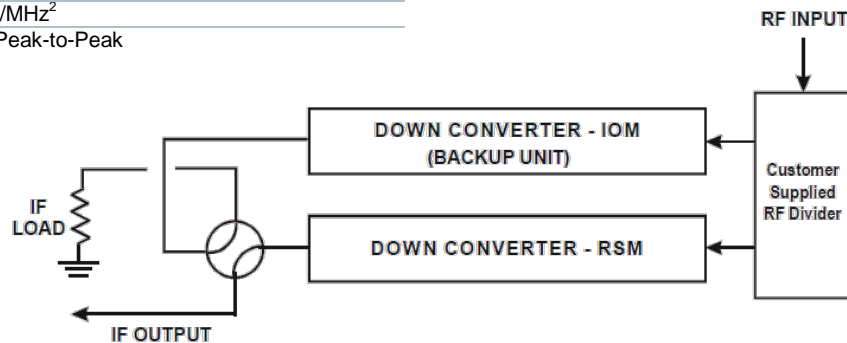 /MHz²
Peak-to-Peak
RF INPUT
DOWN CONVERTER - IOM
(BACKUP UNIT)
Customer
Supplied
RF Divider
IF
LOAD
DOWN CONVERTER - RSM
IF OUTPUT